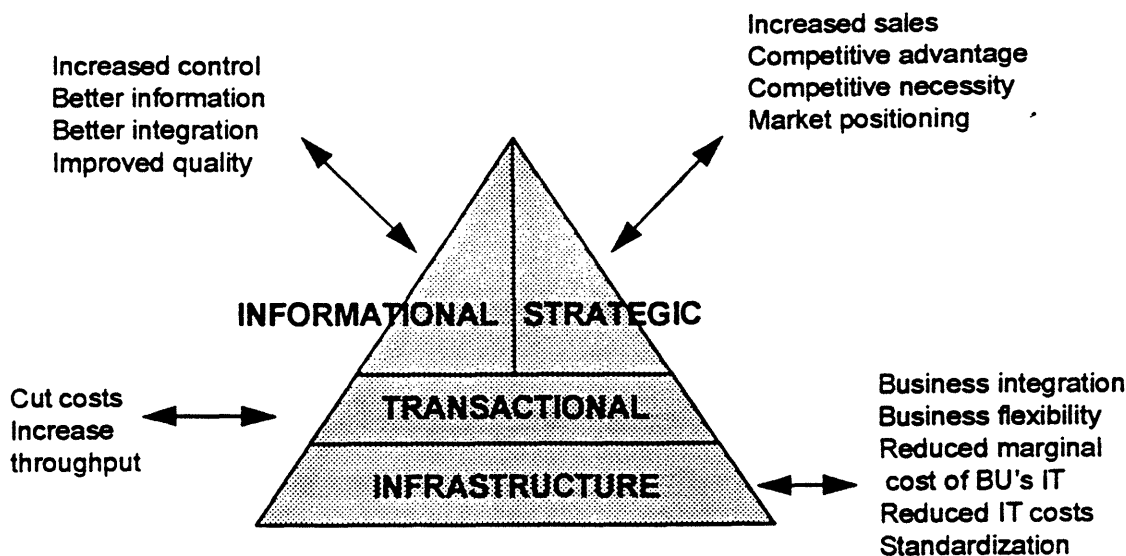 Increased control
Better information
Better integration
Improved quality
Increased sales
Competitive advantage
Competitive necessity
Market positioning
INFORMATIONAL
STRATEGIC
Cut costs
Increase
throughput
TRANSACTIONAL
INFRASTRUCTURE
Business integration
Business flexibility
Reduced marginal
cost of BU's IT
Reduced IT costs
Standardization